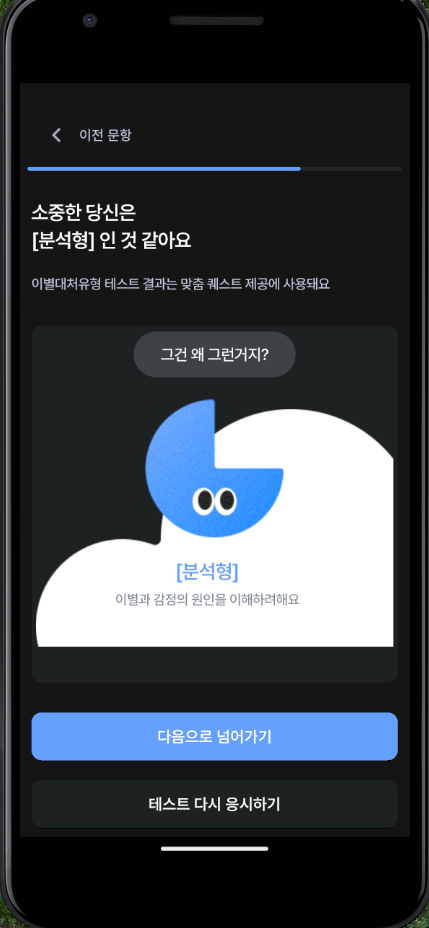 이전 문항
소중한 당신은
[분석형] 인 것 같아요
이별대처유형 테스트 결과는 맞춤 퀘스트 제공에 사용돼요
그건 왜 그런거지?
[분석형]
이별과 감정의 원인을 이해하려해요
다음으로 넘어가기
테스트 다시 응시하기